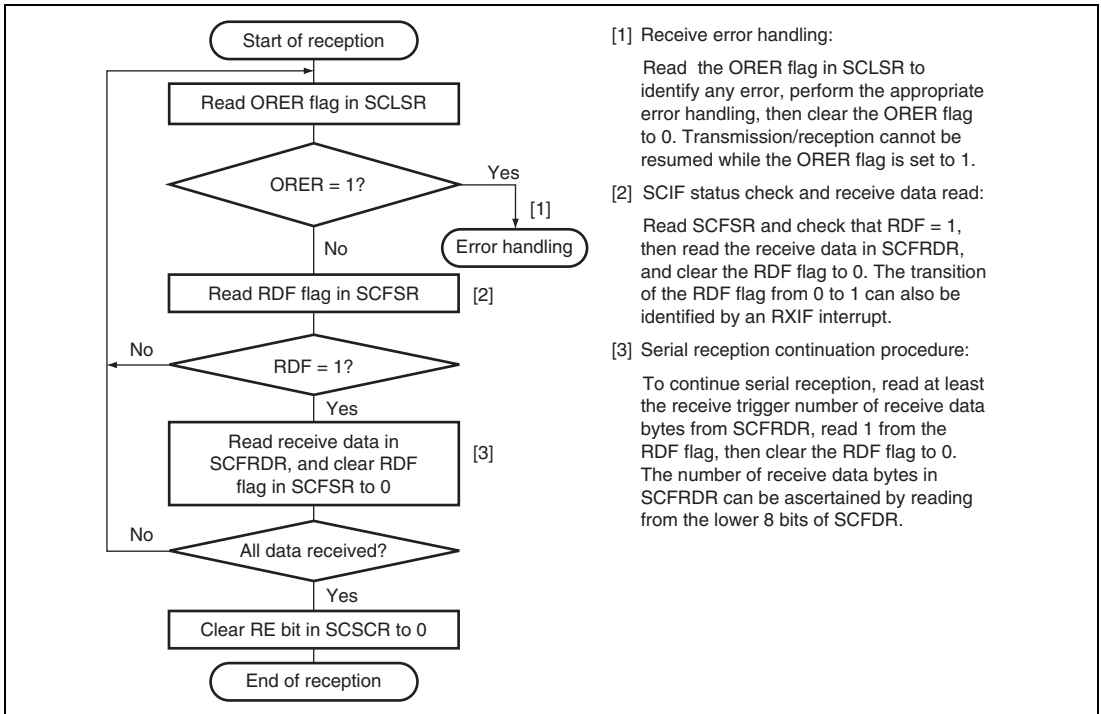 Start of reception
Read ORER flag in SCLSR
ORER = 1?
Yes
[1]
Error handling
No
Read RDF flag in SCFSR
[2]
No
RDF = 1?
Yes
Read receive data in
SCFRDR, and clear RDF
flag in SCFSR to 0
[3]
No
All data received?
Yes
Clear RE bit in SCSCR to 0
End of reception
[1] Receive error handling:
Read the ORER flag in SCLSR to
identify any error, perform the appropriate
error handling, then clear the ORER flag
to 0. Transmission/reception cannot be
resumed while the ORER flag is set to 1.
[2] SCIF status check and receive data read:
Read SCFSR and check that RDF = 1,
then read the receive data in SCFRDR,
and clear the RDF flag to 0. The transition
of the RDF flag from 0 to 1 can also be
identified by an RXIF interrupt.
[3] Serial reception continuation procedure:
To continue serial reception, read at least
the receive trigger number of receive data
bytes from SCFRDR, read 1 from the
RDF flag, then clear the RDF flag to 0.
The number of receive data bytes in
SCFRDR can be ascertained by reading
from the lower 8 bits of SCFDR.